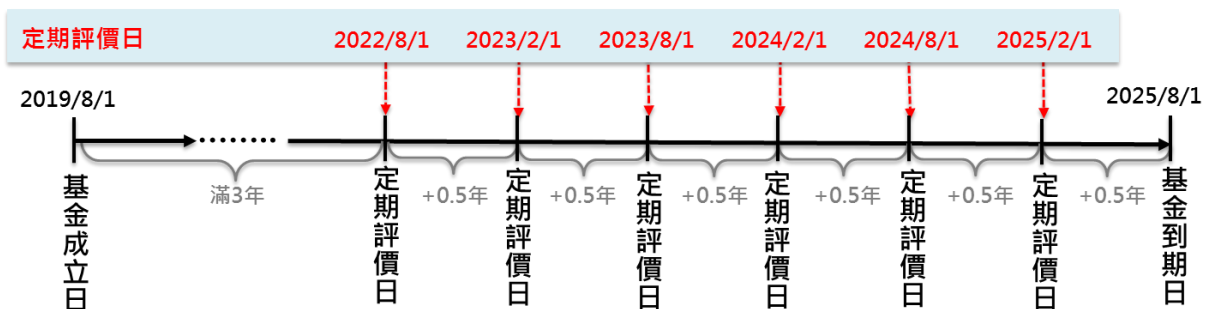 定期評價日 2022/8/1 2023/2/1 2023/8/1 2024/2/1 2024/8/1 2025/2/1
2019/8/1
2025/8/1
滿3年 +0.5年 +0.5年 +0.5年 +0.5年 +0.5年 +0.5年
基金成立日
定期評價日
定期評價日
定期評價日
定期評價日
定期評價日
定期評價日
基金到期日